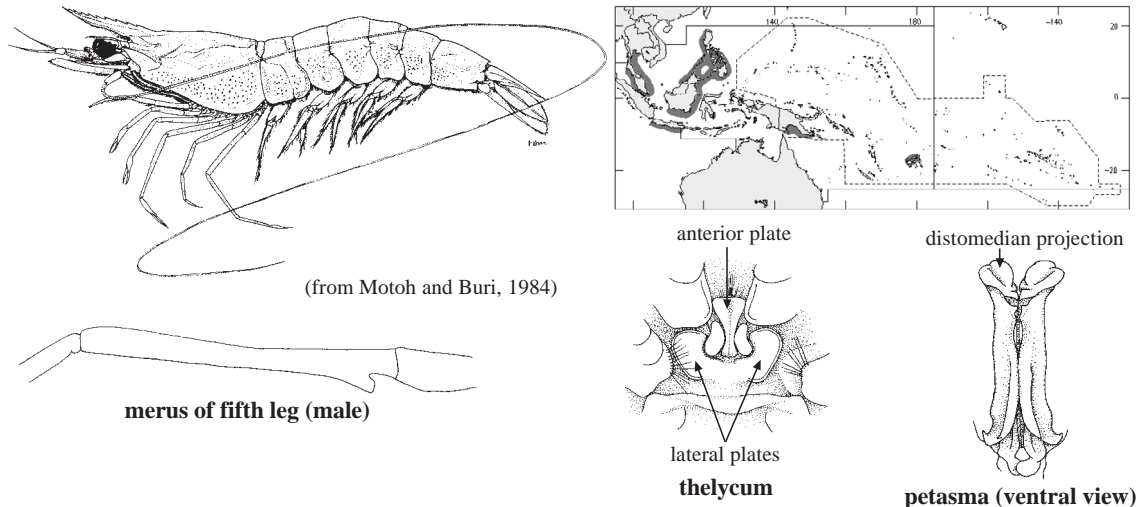 140
180
-140
20
0
-20
(from Motoh and Buri, 1984)
merus of fifth leg (male)
anterior plate
lateral plates
thelycum
distomedian projection
petasma (ventral view)